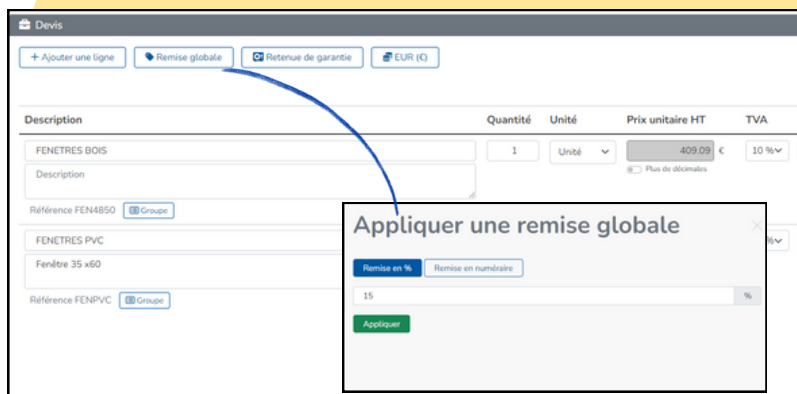 Devis
+ Ajouter une ligne Remise globale Retenue de garantie EUR (€)
Description Quantité Unité Prix unitaire HT TVA
FENETRES BOIS 1 Unité 409.09 € 10 %
Description Plus de décimales
Référence FEN4850 Groupe
FENETRES PVC %
Fenêtre 35 x60
Référence FENPVC Groupe
Appliquer une remise globale
Remise en % Remise en numéraire
15 %
Appliquer